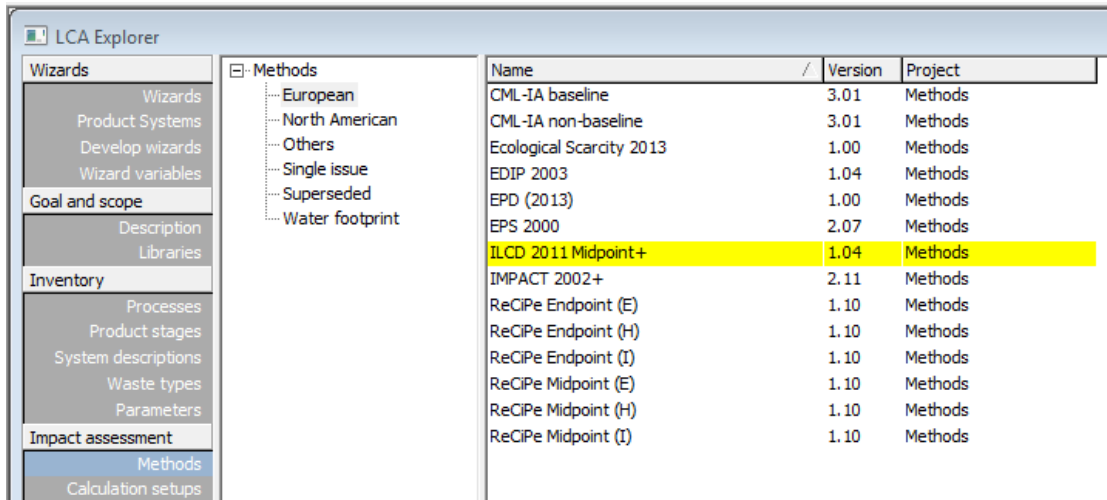 LCA Explorer
Wizards
Wizards
Product Systems
Develop wizards
Wizard variables
Goal and scope
Description
Libraries
Inventory
Processes
Product stages
System descriptions
Waste types
Parameters
Impact assessment
Methods
Calculation setups
Methods
European
North American
Others
Single issue
Superseded
Water footprint
Name Version Project
CML-IA baseline 3.01 Methods
CML-IA non-baseline 3.01 Methods
Ecological Scarcity 2013 1.00 Methods
EDIP 2003 1.04 Methods
EPD (2013) 1.00 Methods
EPS 2000 2.07 Methods
ILCD 2011 Midpoint+ 1.04 Methods
IMPACT 2002+ 2.11 Methods
ReCiPe Endpoint (E) 1.10 Methods
ReCiPe Endpoint (H) 1.10 Methods
ReCiPe Endpoint (I) 1.10 Methods
ReCiPe Midpoint (E) 1.10 Methods
ReCiPe Midpoint (H) 1.10 Methods
ReCiPe Midpoint (I) 1.10 Methods